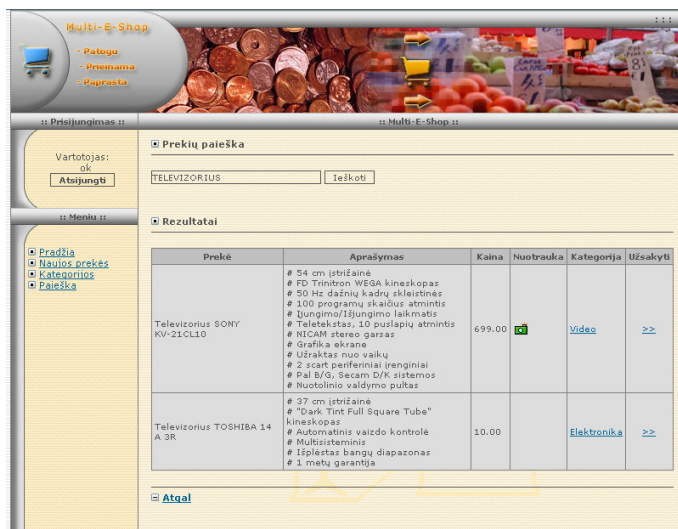 Multi-E-Shop
- Patogu
- Prieinama
- Paprasta
:: Prisijungimas ::
:: Multi-E-Shop ::
Vartotojas:
ok
Atsijungti
:: Meniu ::
Pradžia
Naujos prekės
Kategorijos
Paieška
Prekių paieška
TELEVIZORIUS
Ieškoti
Rezultatai
Prekė Aprašymas Kaina Nuotrauka Kategorija Užsakyti
Televizorius SONY
KV-21CL10
# 54 cm įstrižainė
# FD Trinitron WEGA kineskopas
# 50 Hz dažnių kadrų skleistinės
# 100 programų skaičius atmintis
# Įjungimo/Išjungimo laikmatis
# Teletekstas, 10 puslapių atmintis
# NICAM stereo garsas
# Grafika ekrane
# Užraktas nuo vaikų
# 2 scart periferiniai įrenginiai
# Pal B/G, Secam D/K sistemos
# Nuotolinio valdymo pultas
699.00
Video
>>
Televizorius TOSHIBA 14
A 3R
# 37 cm įstrižainė
# "Dark Tint Full Square Tube"
kineskopas
# Automatinis vaizdo kontrolė
# Multisisteminis
# Išplėstas bangų diapazonas
# 1 metų garantija
10.00
Elektronika
>>
Atgal